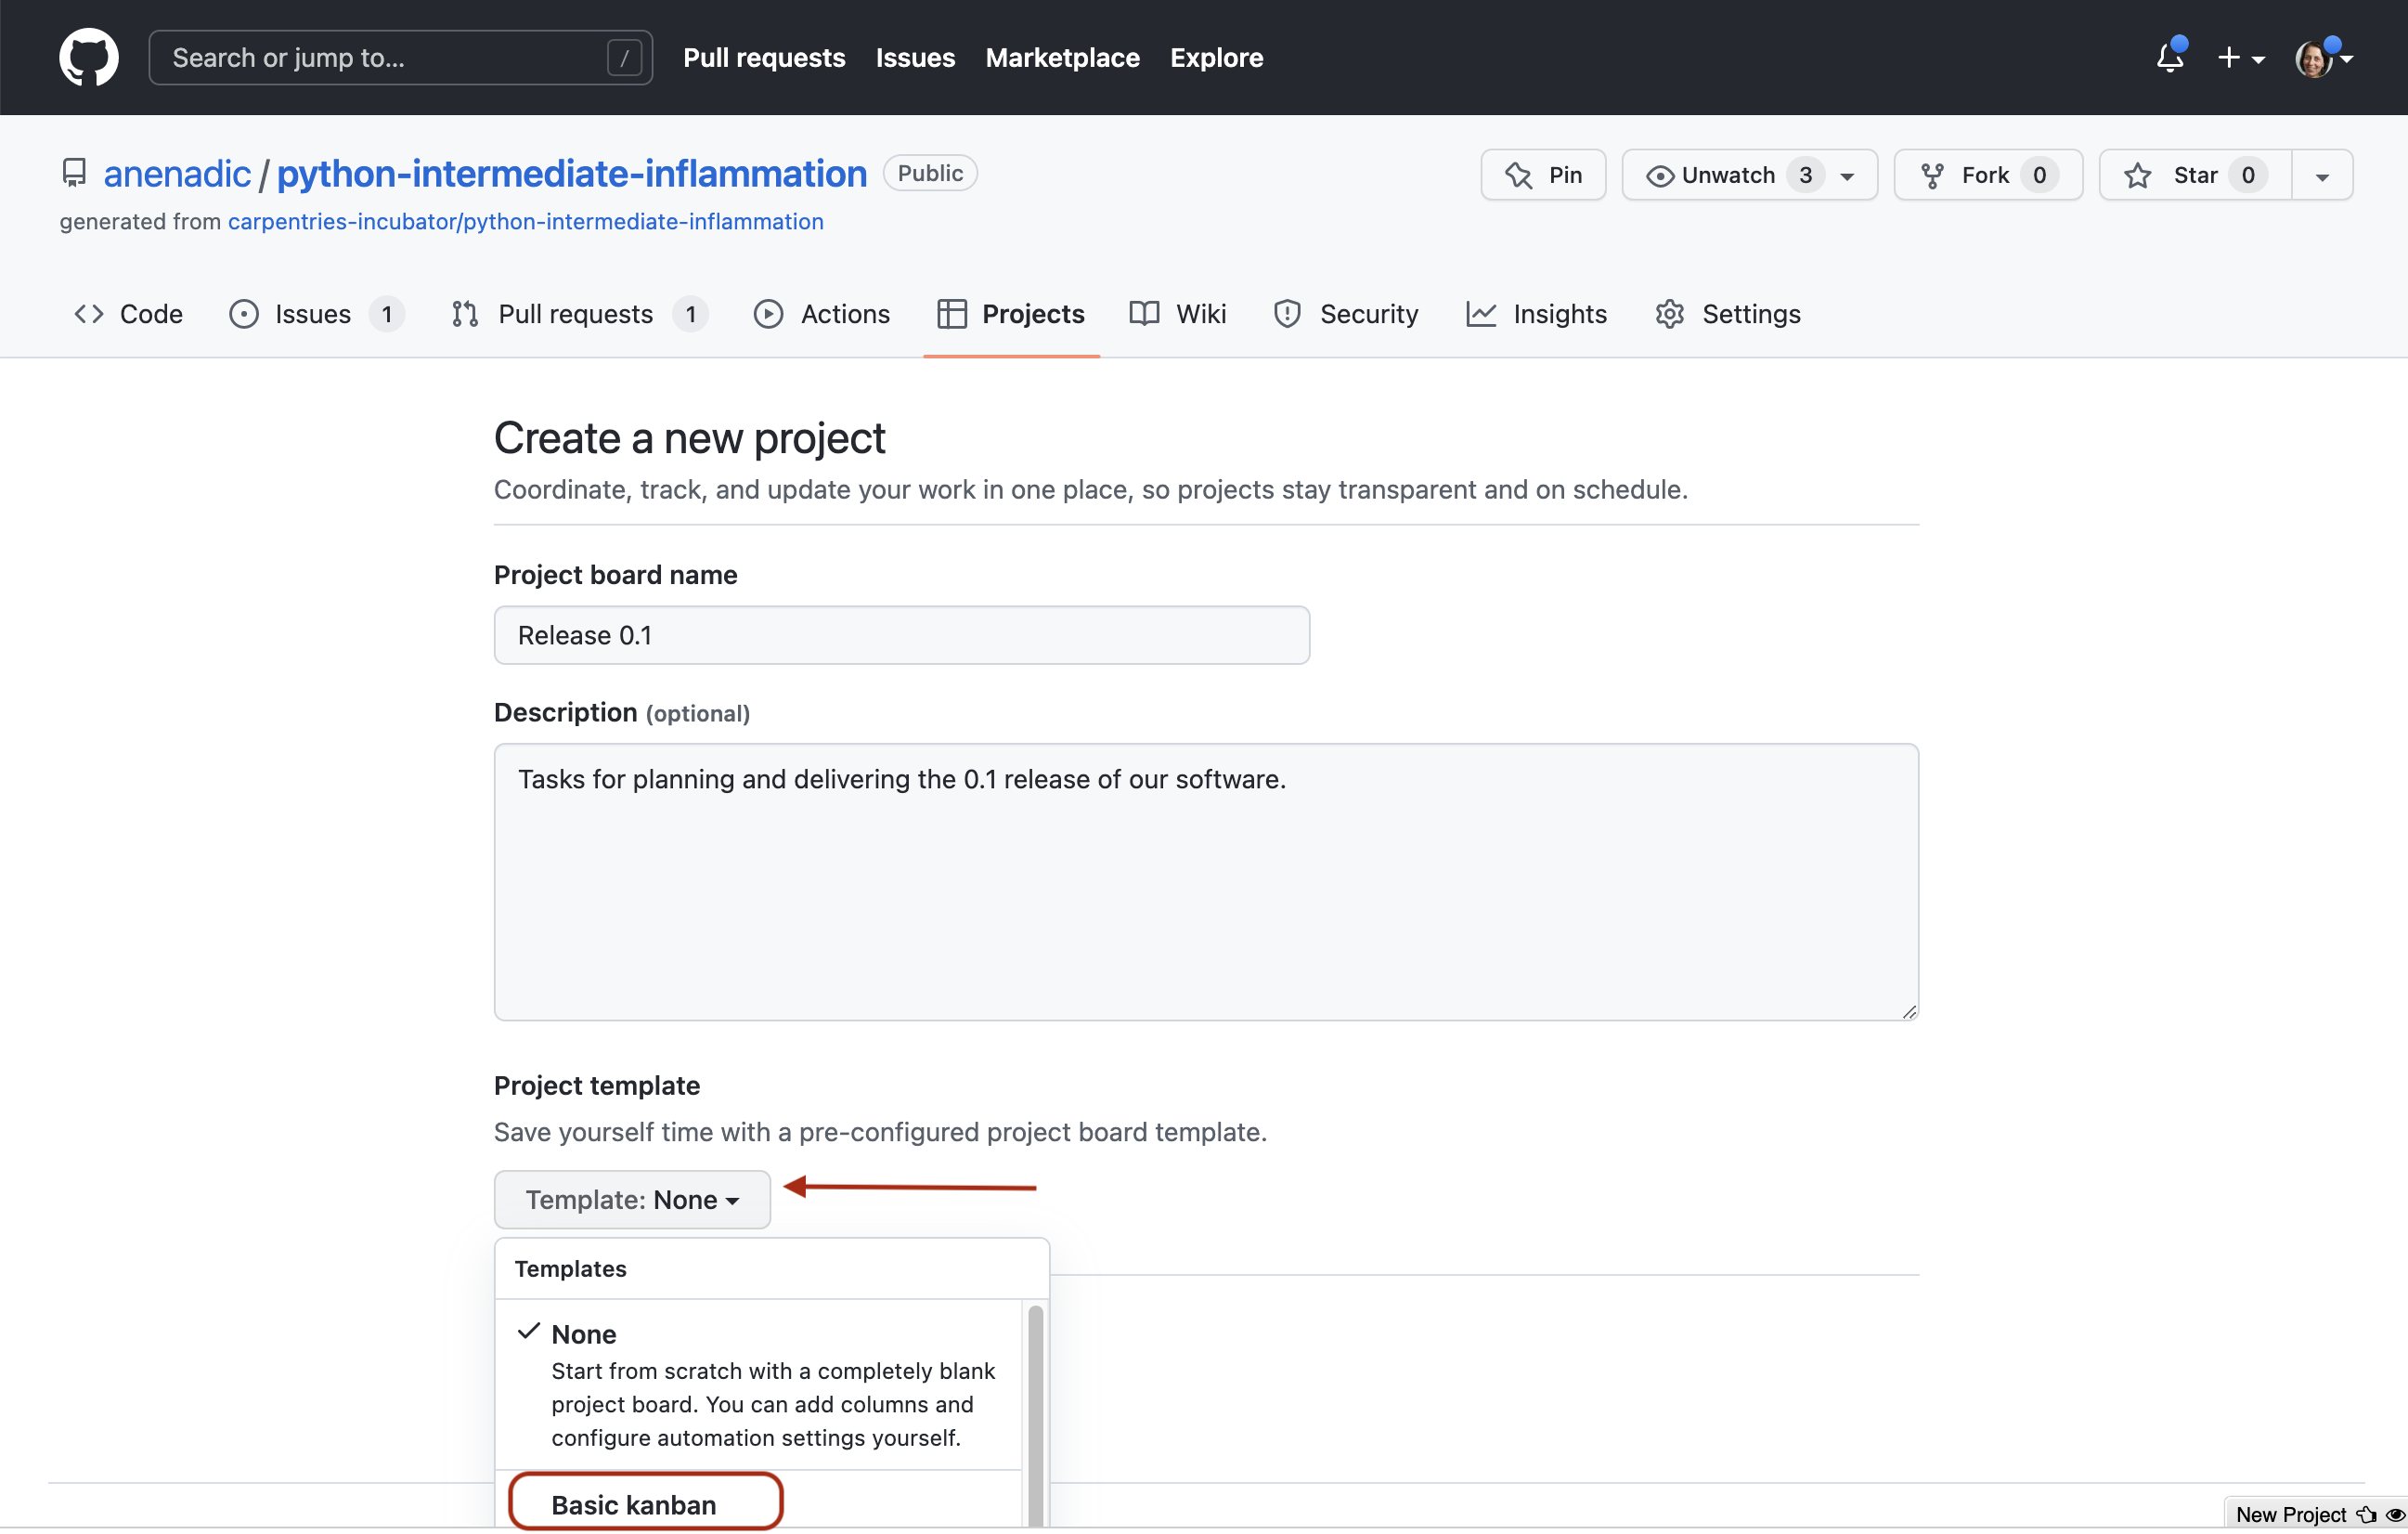 Search or jump to... /
Pull requests Issues Marketplace Explore
anenadic / python-intermediate-inflammation Public
Pin Unwatch 3 Fork 0 Star 0
generated from carpentries-incubator/python-intermediate-inflammation
Code Issues 1 Pull requests 1 Actions Projects Wiki Security Insights Settings
Create a new project
Coordinate, track, and update your work in one place, so projects stay transparent and on schedule.
Project board name
Release 0.1
Description (optional)
Tasks for planning and delivering the 0.1 release of our software.
Project template
Save yourself time with a pre-configured project board template.
Template: None
Templates
None
Start from scratch with a completely blank
project board. You can add columns and
configure automation settings yourself.
Basic kanban
New Project